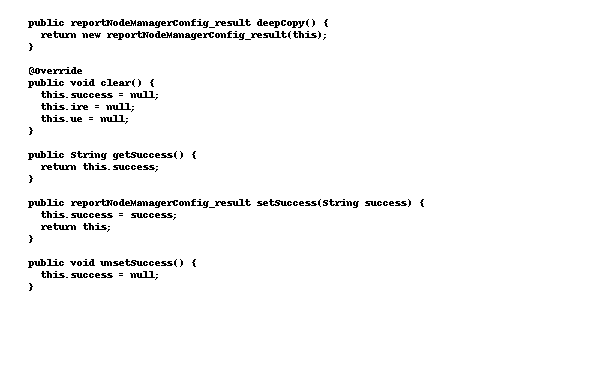 public reportNodeManagerConfig_result deepCopy() {
  return new reportNodeManagerConfig_result(this);
}

@Override
public void clear() {
  this.success = null;
  this.ire = null;
  this.ue = null;
}

public String getSuccess() {
  return this.success;
}

public reportNodeManagerConfig_result setSuccess(String success) {
  this.success = success;
  return this;
}

public void unsetSuccess() {
  this.success = null;
}